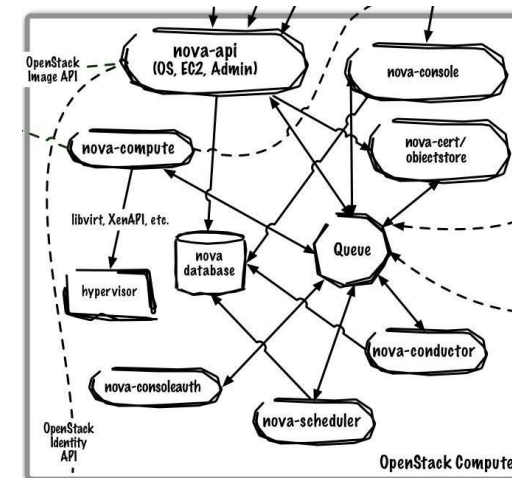 nova-api
(OS, EC2, Admin)
OpenStack
Image API
nova-console
nova-compute
nova-cert/
objectstore
libvirt, XenAPI, etc.
nova
database
Queue
hypervisor
nova-conductor
nova-consoleauth
nova-scheduler
OpenStack
Identity
API
OpenStack Compute